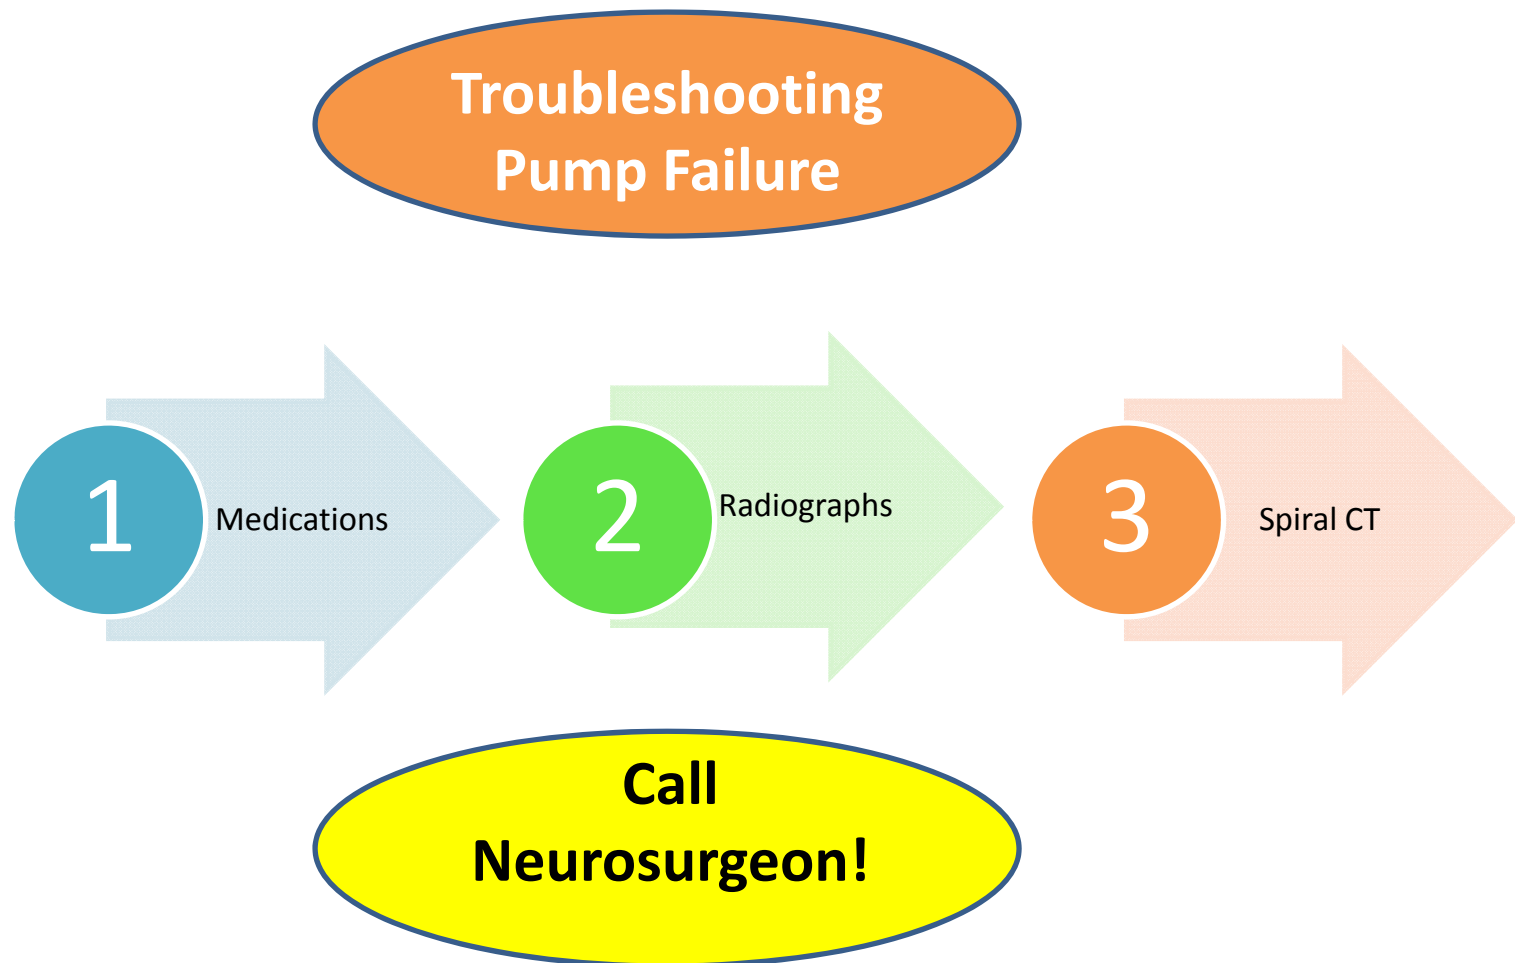 Troubleshooting
Pump Failure
1
Medications
2
Radiographs
3
Spiral CT
Call
Neurosurgeon!